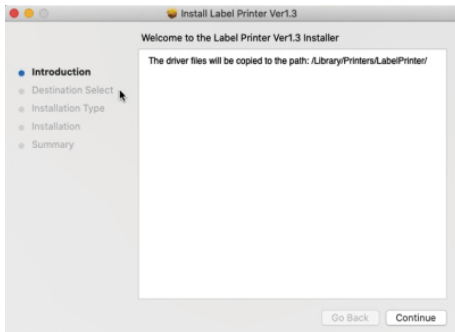 Install Label Printer Ver1.3
Welcome to the Label Printer Ver1.3 Installer
Introduction
Destination Select
Installation Type
Installation
Summary
The driver files will be copied to the path: /Library/Printers/LabelPrinter/
Go Back
Continue